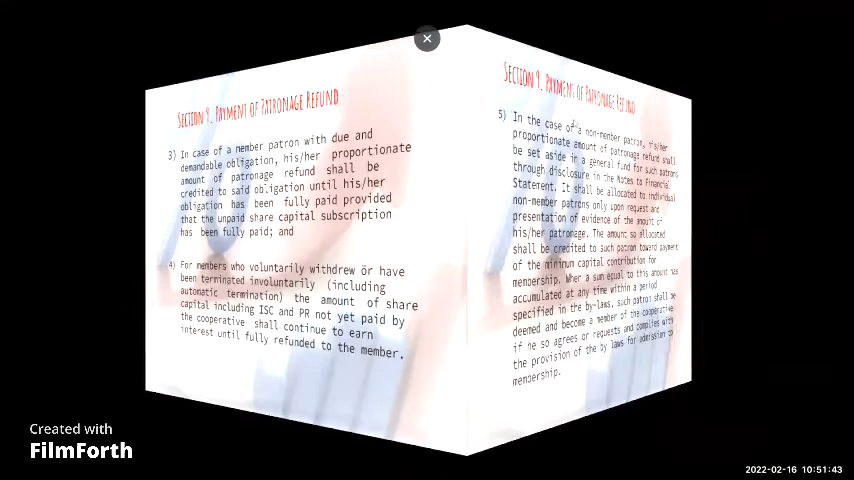 SECTION 9. PAYMENT OF PATRONAGE REFUND
3) In case of a member patron with due and
demandable obligation, his/her proportionate
amount of patronage refund shall be
credited to said obligation until his/her
obligation has been fully paid provided
that the unpaid share capital subscription
has been fully paid; and
4) For members who voluntarily withdrew or have
been terminated involuntarily (including
automatic termination) the amount of share
capital including ISC and PR not yet paid by
the cooperative shall continue to earn
interest until fully refunded to the member.
SECTION 9. PAYMENT OF PATRONAGE REFUND
5) In the case of a non-member patron, his/her
proportionate amount of patronage refund shall
be set aside in a general fund for such patrons
through disclosure in the Notes to Financial
Statement. It shall be allocated to individual
non-member patrons only upon request and
presentation of evidence of the amount of
his/her patronage. The amount so allocated
shall be credited to such patron toward payment
of the minimum capital contribution for
membership. When a sum equal to this amount has
accumulated at any time within a period
specified in the by-laws, such patron shall be
deemed and become a member of the cooperative
if he so agrees or requests and complies with
the provision of the by laws for admission to
membership.
Created with
FilmForth
2022-02-16 10:51:43